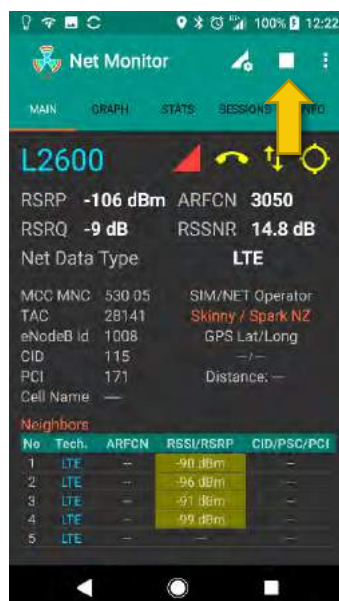 100% 12:22
Net Monitor
MAIN GRAPH STATS SESSIONS INFO
L2600
RSRP -106 dBm ARFCN 3050
RSRQ -9 dB RSSNR 14.8 dB
Net Data Type LTE
MCC MNC 530 05 SIM/NET Operator
TAC 28141 Skinny / Spark NZ
eNodeB Id 1008 GPS Lat/Long
CID 115 –/–
PCI 171 Distance: —
Cell Name —
Neighbors
No Tech. ARFCN RSSI/RSRP CID/PSC/PCI
1 LTE – -90 dBm –
2 LTE – -96 dBm –
3 LTE – -91 dBm –
4 LTE – -99 dBm –
5 LTE – – –